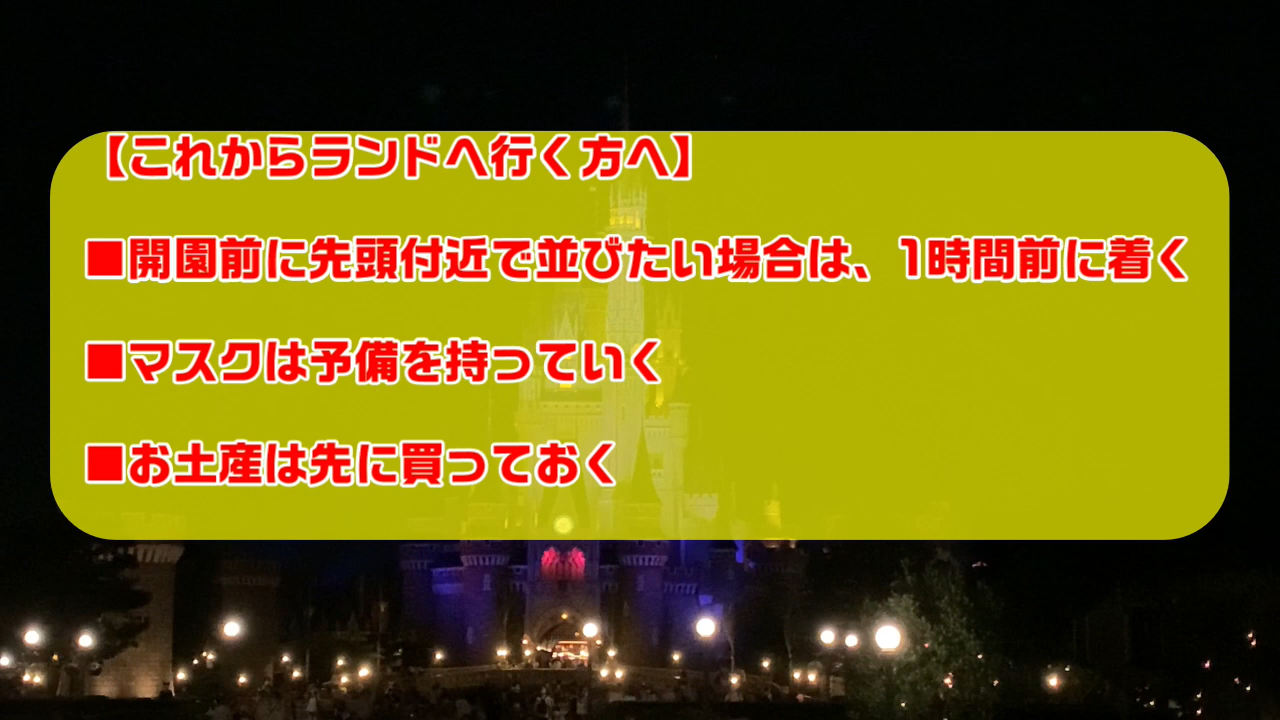 【これからランドへ行く方へ】
■開園前に先頭付近で並びたい場合は、1時間前に着く
■マスクは予備を持っていく
■お土産は先に買っておく